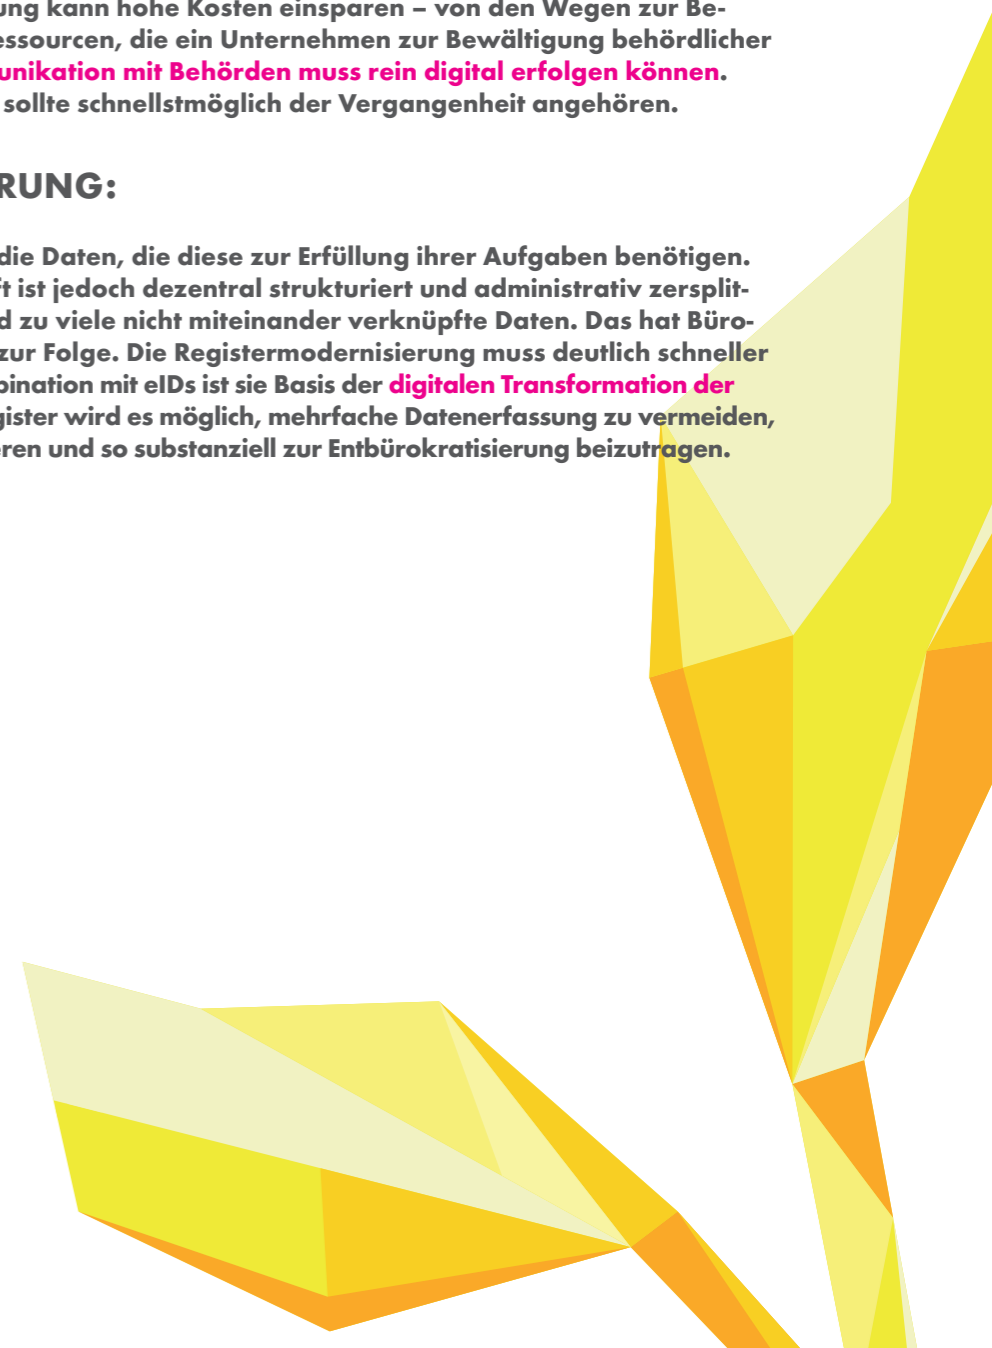 ung kann hohe Kosten einsparen – von den Wegen zur Be-
essourcen, die ein Unternehmen zur Bewältigung behördlicher
unikation mit Behörden muss rein digital erfolgen können.
sollte schnellstmöglich der Vergangenheit angehören.
RUNG:
die Daten, die diese zur Erfüllung ihrer Aufgaben benötigen.
ft ist jedoch dezentral strukturiert und administrativ zersplit-
d zu viele nicht miteinander verknüpfte Daten. Das hat Büro-
zur Folge. Die Registermodernisierung muss deutlich schneller
bination mit eIDs ist sie Basis der digitalen Transformation der
gister wird es möglich, mehrfache Datenerfassung zu vermeiden,
eren und so substanziell zur Entbürokratisierung beizutragen.